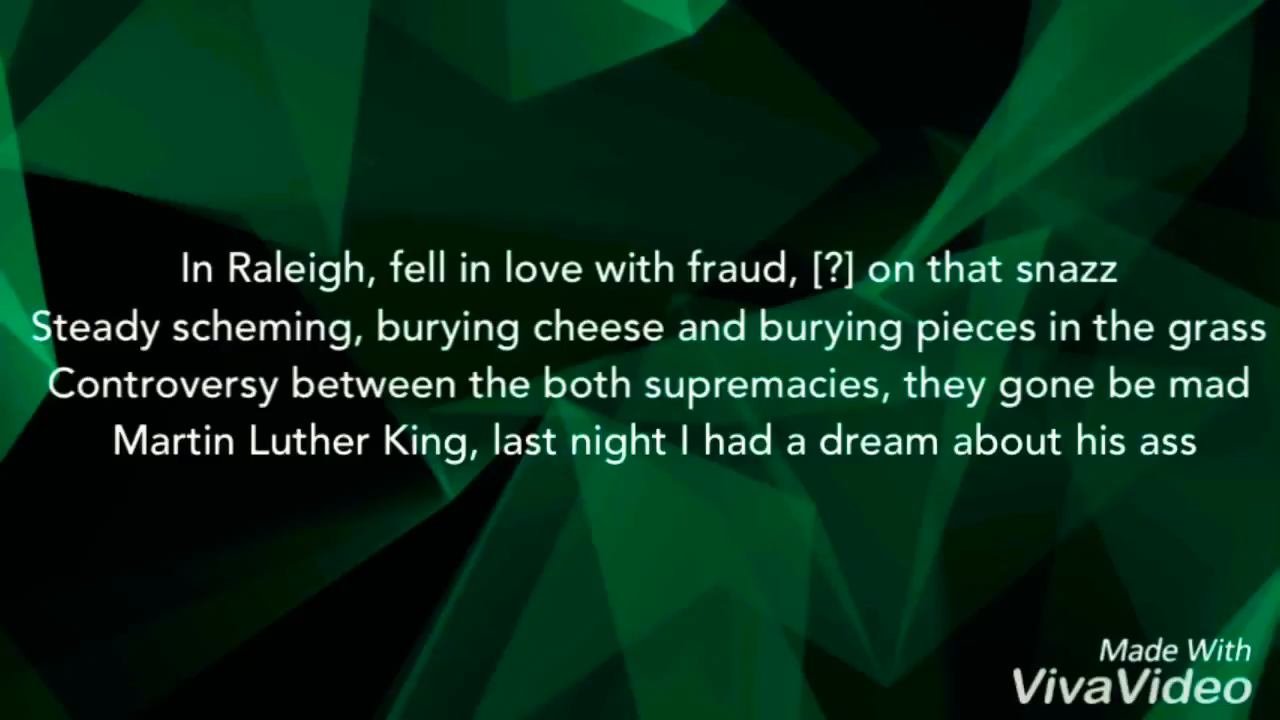 In Raleigh, fell in love with fraud, [?] on that snazz
Steady scheming, burying cheese and burying pieces in the grass
Controversy between the both supremacies, they gone be mad
Martin Luther King, last night I had a dream about his ass
Made With
VivaVideo